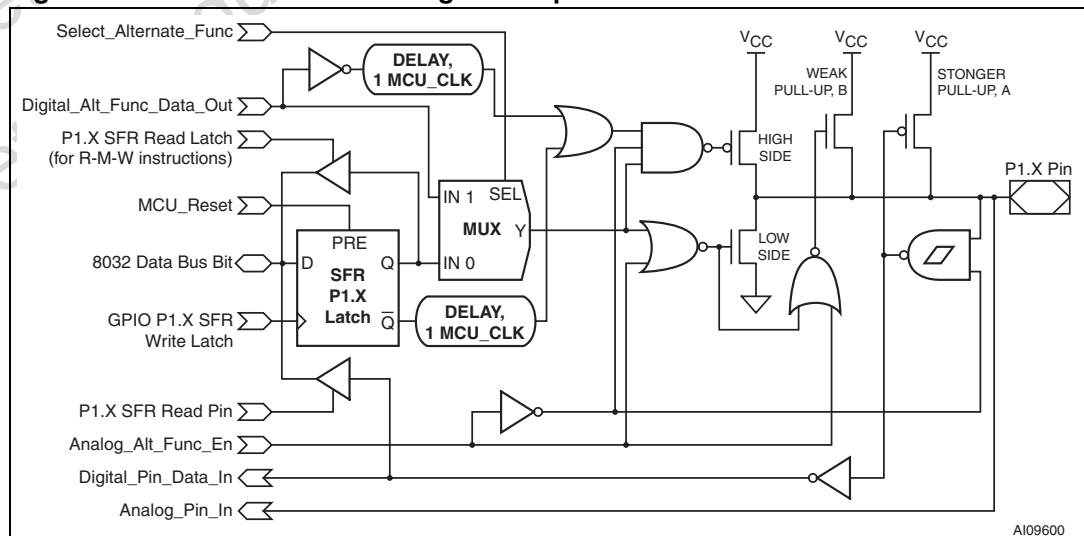 Select_Alternate_Func
DELAY,
1 MCU_CLK
VCC
VCC
VCC
WEAK
PULL-UP, B
STONGER
PULL-UP, A
Digital_Alt_Func_Data_Out
P1.X SFR Read Latch
(for R-M-W instructions)
HIGH
SIDE
P1.X Pin
MCU_Reset
IN 1
SEL
MUX
Y
IN 0
PRE
8032 Data Bus Bit
D
Q
SFR
P1.X
Latch
Q
LOW
SIDE
DELAY,
1 MCU_CLK
GPIO P1.X SFR
Write Latch
P1.X SFR Read Pin
Analog_Alt_Func_En
Digital_Pin_Data_In
Analog_Pin_In
AI09600